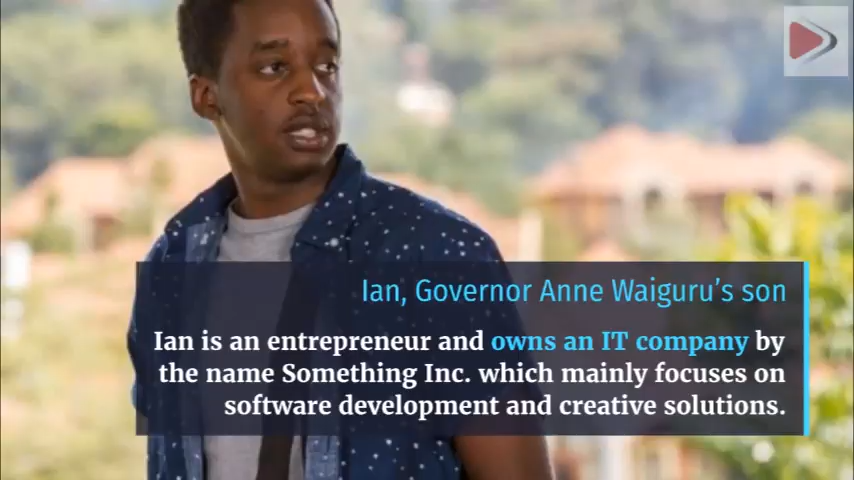 Ian, Governor Anne Waiguru's son
Ian is an entrepreneur and owns an IT company by
the name Something Inc. which mainly focuses on
software development and creative solutions.